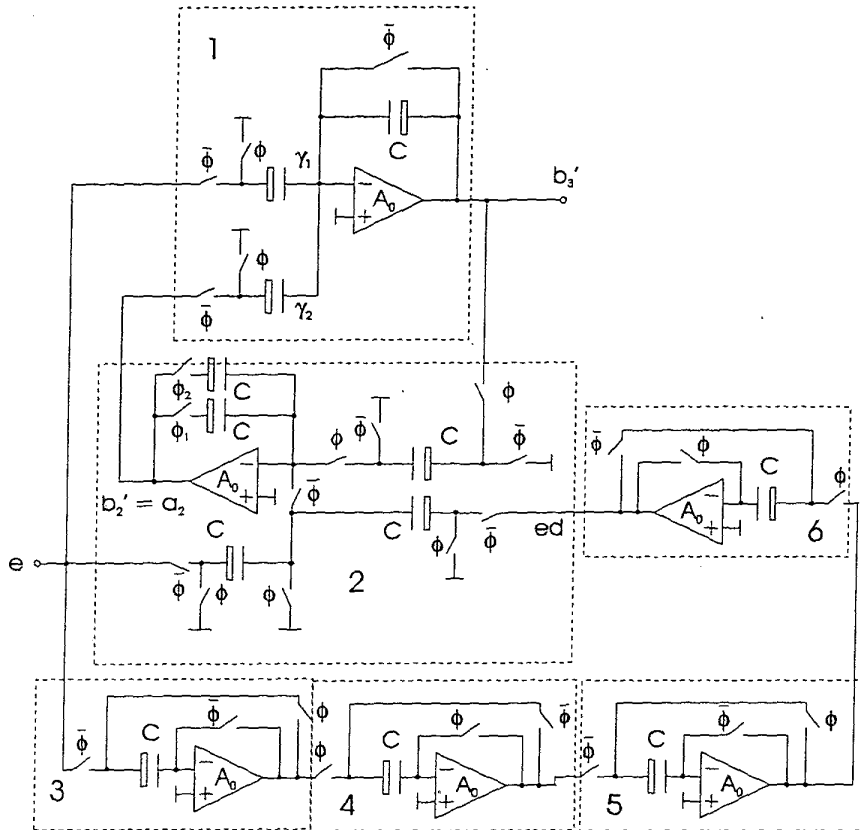 1
φ̄
C
φ̄ φ γ₁
− A₀ +
b₃'
φ
φ̄ γ₂
φ₂ C
φ₁ C
φ φ̄ C φ φ̄
− A₀ +
b₂' = a₂
φ̄
C
C
φ φ̄ ed
e
φ̄ φ φ
2
φ̄ φ C φ
− A₀ +
6
φ̄ C φ̄ φ
− A₀ +
3
φ C φ φ̄
− A₀ +
4
φ̄ C φ̄ φ
− A₀ +
5